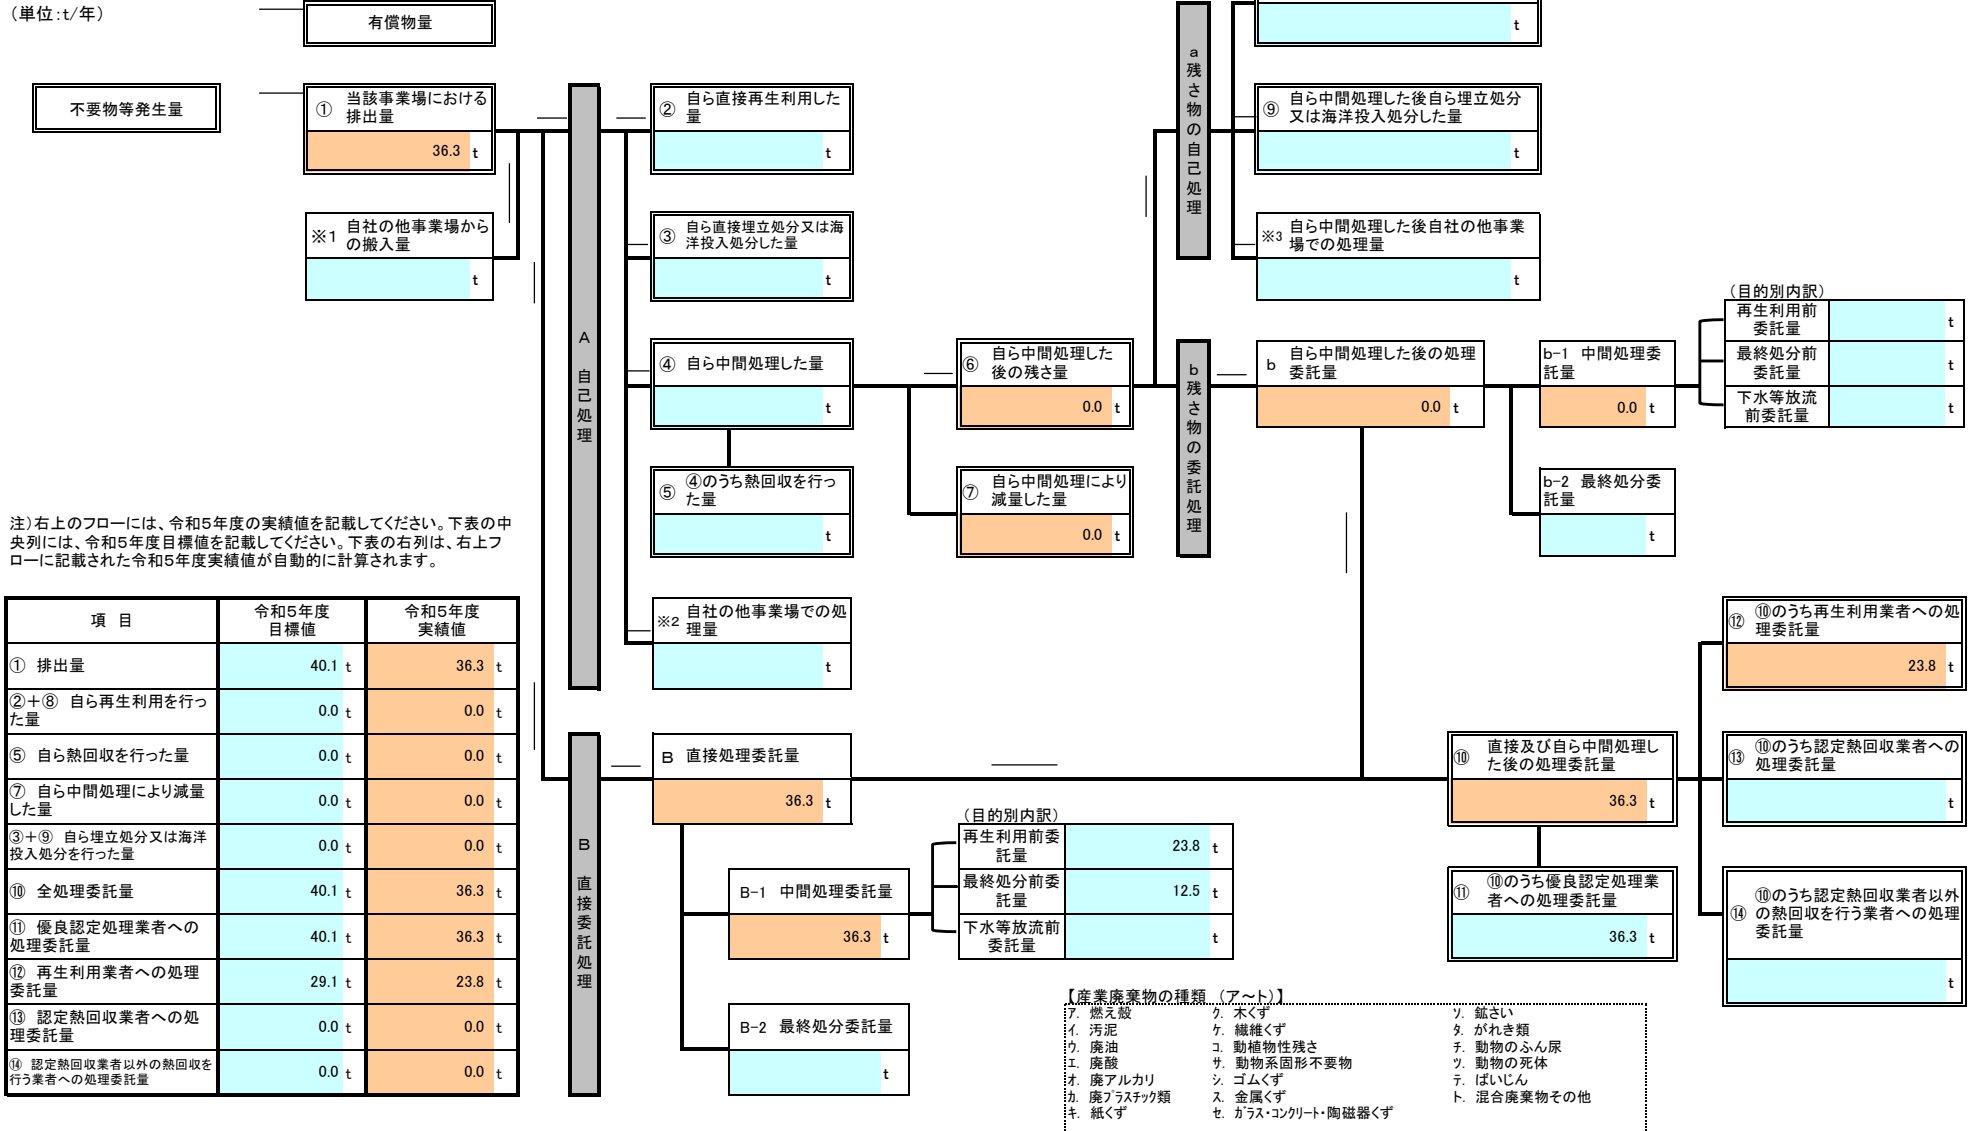 (単位:t/年)
有償物量
t
不要物等発生量
① 当該事業場における
排出量
36.3 t
※1 自社の他事業場から
の搬入量
t
A 自己処理
② 自ら直接再生利用した
量
t
③ 自ら直接埋立処分又は海
洋投入処分した量
t
④ 自ら中間処理した量
t
⑤ ④のうち熱回収を行っ
た量
t
※2 自社の他事業場での処
理量
t
⑥ 自ら中間処理した
後の残さ量
0.0 t
⑦ 自ら中間処理により
減量した量
0.0 t
a 残さ物の自己処理
⑨ 自ら中間処理した後自ら埋立処分
又は海洋投入処分した量
t
※3 自ら中間処理した後自社の他事業
場での処理量
t
b 残さ物の委託処理
b 自ら中間処理した後の処理
委託量
0.0 t
b-1 中間処理委
託量
0.0 t
b-2 最終処分委
託量
t
(目的別内訳)
再生利用前
委託量
t
最終処分前
委託量
t
下水等放流
前委託量
t
注)右上のフローには、令和5年度の実績値を記載してください。下表の中
央列には、令和5年度目標値を記載してください。下表の右列は、右上フ
ローに記載された令和5年度実績値が自動的に計算されます。
項 目 令和5年度
目標値 令和5年度
実績値
① 排出量 40.1 t 36.3 t
②+⑧ 自ら再生利用を行っ
た量 0.0 t 0.0 t
⑤ 自ら熱回収を行った量 0.0 t 0.0 t
⑦ 自ら中間処理により減量
した量 0.0 t 0.0 t
③+⑨ 自ら埋立処分又は海洋
投入処分を行った量 0.0 t 0.0 t
⑩ 全処理委託量 40.1 t 36.3 t
⑪ 優良認定処理業者への
処理委託量 40.1 t 36.3 t
⑫ 再生利用業者への処理
委託量 29.1 t 23.8 t
⑬ 認定熱回収業者への処
理委託量 0.0 t 0.0 t
⑭ 認定熱回収業者以外の熱回収を
行う業者への処理委託量 0.0 t 0.0 t
B 直接委託処理
B 直接処理委託量
36.3 t
B-1 中間処理委託量
36.3 t
B-2 最終処分委託量
t
(目的別内訳)
再生利用前委
託量
23.8 t
最終処分前委
託量
12.5 t
下水等放流前
委託量
t
⑩ 直接及び自ら中間処理し
た後の処理委託量
36.3 t
⑪ ⑩のうち優良認定処理業
者への処理委託量
36.3 t
⑫ ⑩のうち再生利用業者への処
理委託量
23.8 t
⑬ ⑩のうち認定熱回収業者への
処理委託量
t
⑭ ⑩のうち認定熱回収業者以外
の熱回収を行う業者への処理
委託量
t
【産業廃棄物の種類 (ア~ト)】
ア. 燃え殻 ク. 木くず ソ. 鉱さい
イ. 汚泥 ケ. 繊維くず タ. がれき類
ウ. 廃油 コ. 動植物性残さ チ. 動物のふん尿
エ. 廃酸 サ. 動物系固形不要物 ツ. 動物の死体
オ. 廃アルカリ シ. ゴムくず テ. ばいじん
カ. 廃プラスチック類 ス. 金属くず ト. 混合廃棄物その他
キ. 紙くず セ. ガラス・コンクリート・陶磁器くず